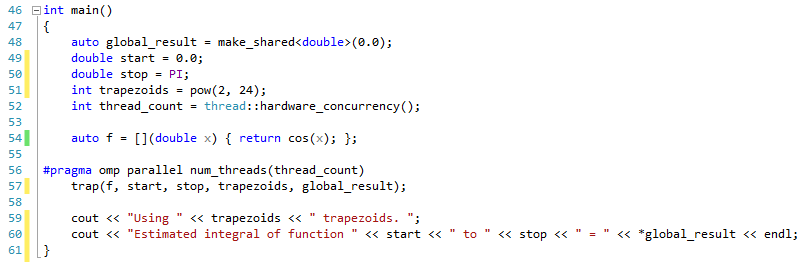 46 int main()
47 {
48 auto global_result = make_shared<double>(0.0);
49 double start = 0.0;
50 double stop = PI;
51 int trapezoids = pow(2, 24);
52 int thread_count = thread::hardware_concurrency();
53
54 auto f = [](double x) { return cos(x); };
55
56 #pragma omp parallel num_threads(thread_count)
57 trap(f, start, stop, trapezoids, global_result);
58
59 cout << "Using " << trapezoids << " trapezoids. ";
60 cout << "Estimated integral of function " << start << " to " << stop << " = " << *global_result << endl;
61 }